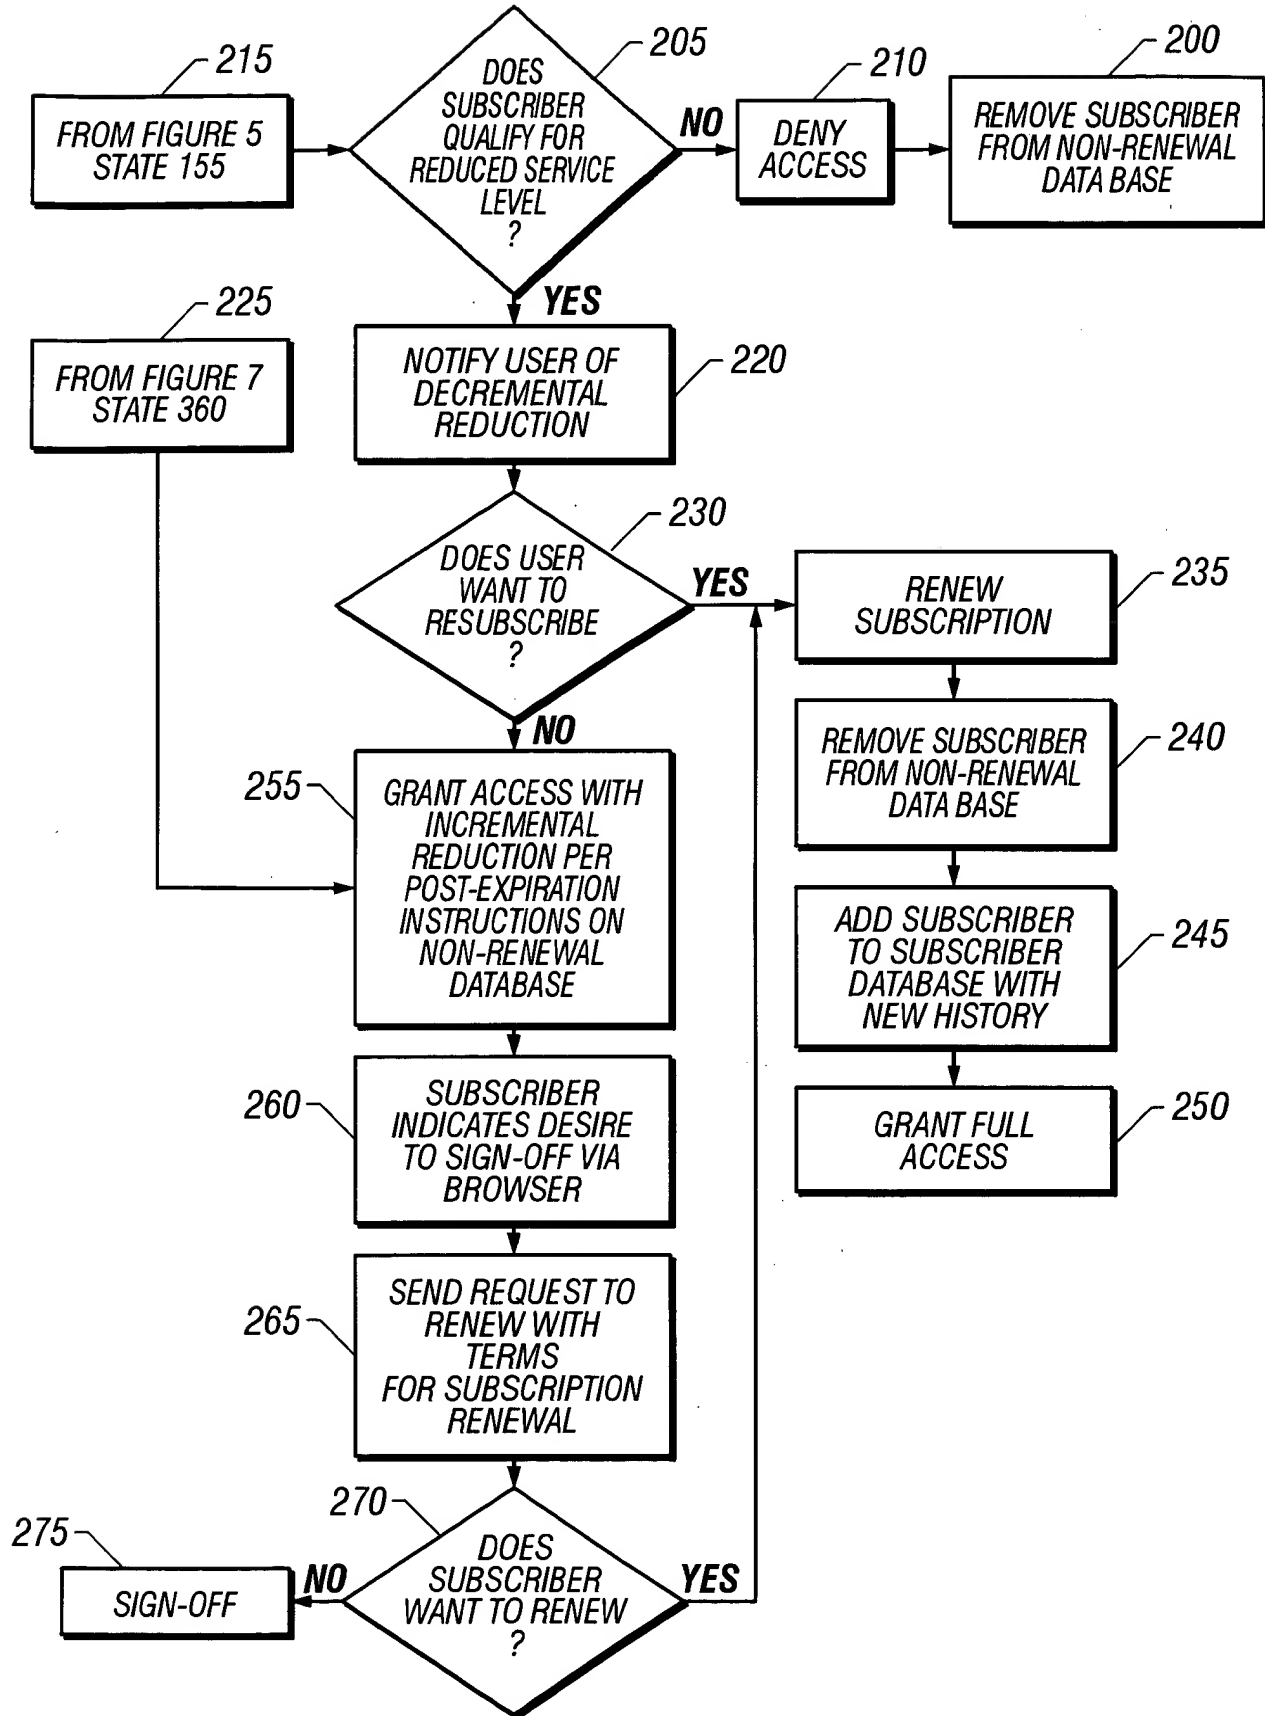 215
FROM FIGURE 5
STATE 155
205
DOES
SUBSCRIBER
QUALIFY FOR
REDUCED SERVICE
LEVEL
?
NO
210
DENY
ACCESS
200
REMOVE SUBSCRIBER
FROM NON-RENEWAL
DATA BASE
YES
225
FROM FIGURE 7
STATE 360
NOTIFY USER OF
DECREMENTAL
REDUCTION
220
230
DOES USER
WANT TO
RESUBSCRIBE
?
YES
RENEW
SUBSCRIPTION
235
NO
REMOVE SUBSCRIBER
FROM NON-RENEWAL
DATA BASE
240
255
GRANT ACCESS WITH
INCREMENTAL
REDUCTION PER
POST-EXPIRATION
INSTRUCTIONS ON
NON-RENEWAL
DATABASE
ADD SUBSCRIBER
TO SUBSCRIBER
DATABASE WITH
NEW HISTORY
245
260
SUBSCRIBER
INDICATES DESIRE
TO SIGN-OFF VIA
BROWSER
GRANT FULL
ACCESS
250
265
SEND REQUEST TO
RENEW WITH
TERMS
FOR SUBSCRIPTION
RENEWAL
270
DOES
SUBSCRIBER
WANT TO RENEW
?
YES
NO
275
SIGN-OFF